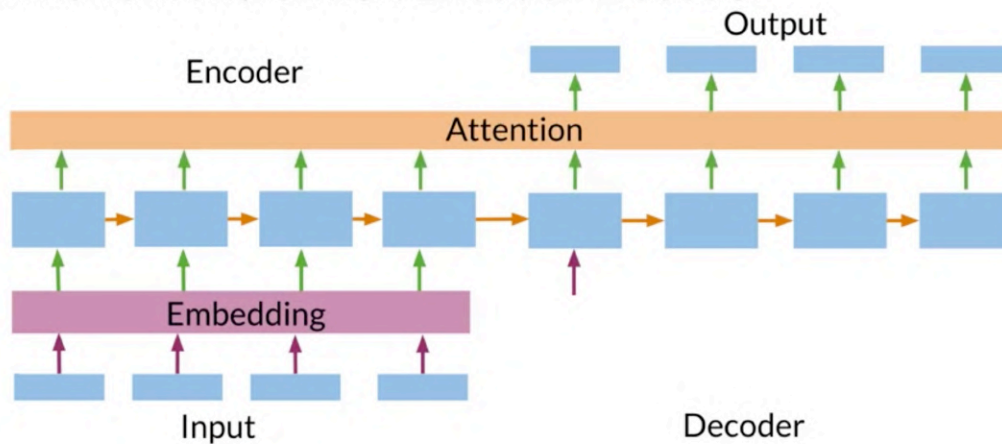 Output
Encoder
Attention
Embedding
Input
Decoder